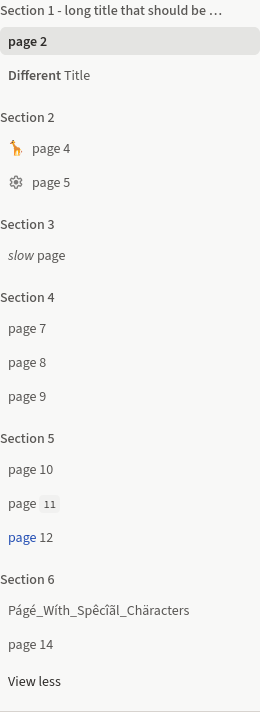 Section 1 - long title that should be …
page 2
Different Title
Section 2
page 4
page 5
Section 3
slow page
Section 4
page 7
page 8
page 9
Section 5
page 10
page 11
page 12
Section 6
Págé_Wíth_Spêcîãl_Chäracters
page 14
View less